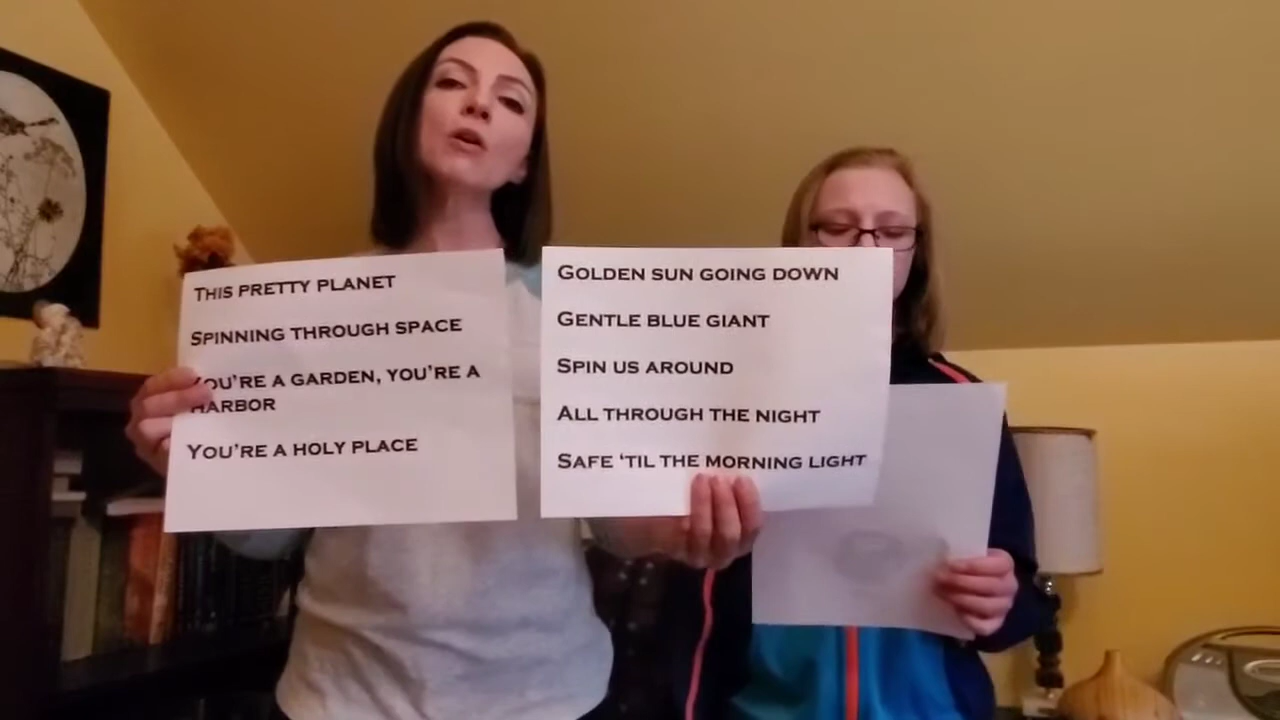 THIS PRETTY PLANET
SPINNING THROUGH SPACE
YOU'RE A GARDEN, YOU'RE A
HARBOR
YOU'RE A HOLY PLACE
GOLDEN SUN GOING DOWN
GENTLE BLUE GIANT
SPIN US AROUND
ALL THROUGH THE NIGHT
SAFE 'TIL THE MORNING LIGHT